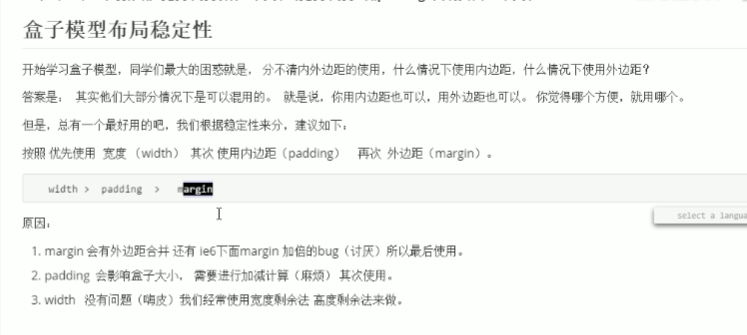 盒子模型布局稳定性
开始学习盒子模型，同学们最大的困惑就是， 分不清内外边距的使用，什么情况下使用内边距，什么情况下使用外边距？
答案是： 其实他们大部分情况下是可以混用的。 就是说，你用内边距也可以，用外边距也可以。 你觉得哪个方便，就用哪个。
但是，总有一个最好用的吧，我们根据稳定性来分，建议如下：
按照 优先使用 宽度 （width） 其次 使用内边距（padding） 再次 外边距（margin）。
width > padding > margin
select a langua
原因：
1. margin 会有外边距合并 还有 ie6下面margin 加倍的bug（讨厌）所以最后使用。
2. padding 会影响盒子大小， 需要进行加减计算（麻烦） 其次使用。
3. width 没有问题（嗨皮）我们经常使用宽度剩余法 高度剩余法来做。